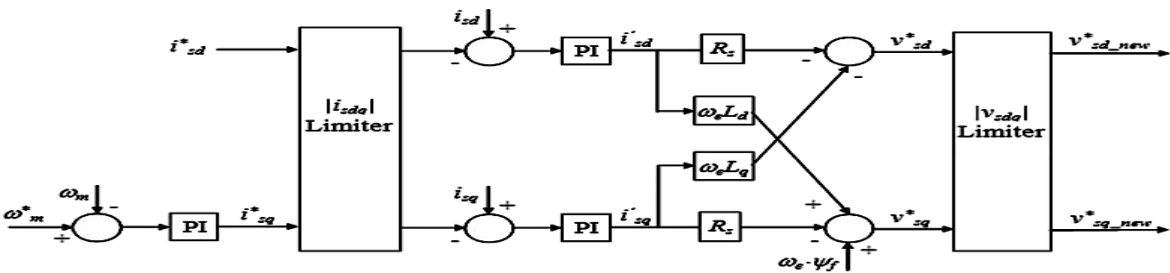 i*sd
|isdq| Limiter
isd
+
-
PI
i´sd
Rs
-
-
v*sd
|vsdq| Limiter
v*sd_new
ωeLd
ωeLq
ω*m
+
ωm
-
PI
i*sq
isq
+
-
PI
i´sq
Rs
+
-
+
ωe·ψf
v*sq
v*sq_new